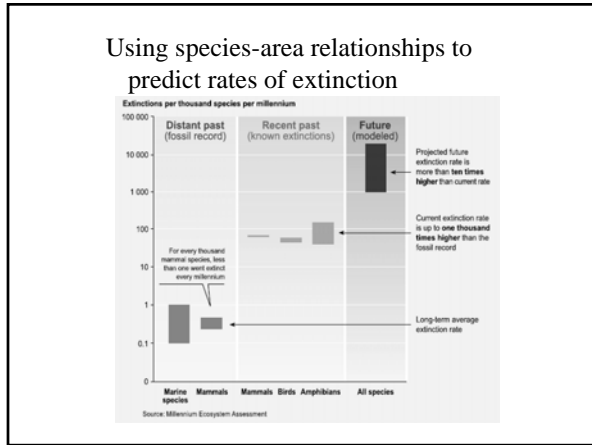 Using species-area relationships to
predict rates of extinction
Extinctions per thousand species per millennium
100 000
10 000
1 000
100
10
1
0.1
0
Distant past
(fossil record)
Recent past
(known extinctions)
Future
(modeled)
For every thousand
mammal species, less
than one went extinct
every millennium
Projected future
extinction rate is
more than ten times
higher than current rate
Current extinction rate
is up to one thousand
times higher than the
fossil record
Long-term average
extinction rate
Marine
species
Mammals
Mammals
Birds
Amphibians
All species
Source: Millennium Ecosystem Assessment